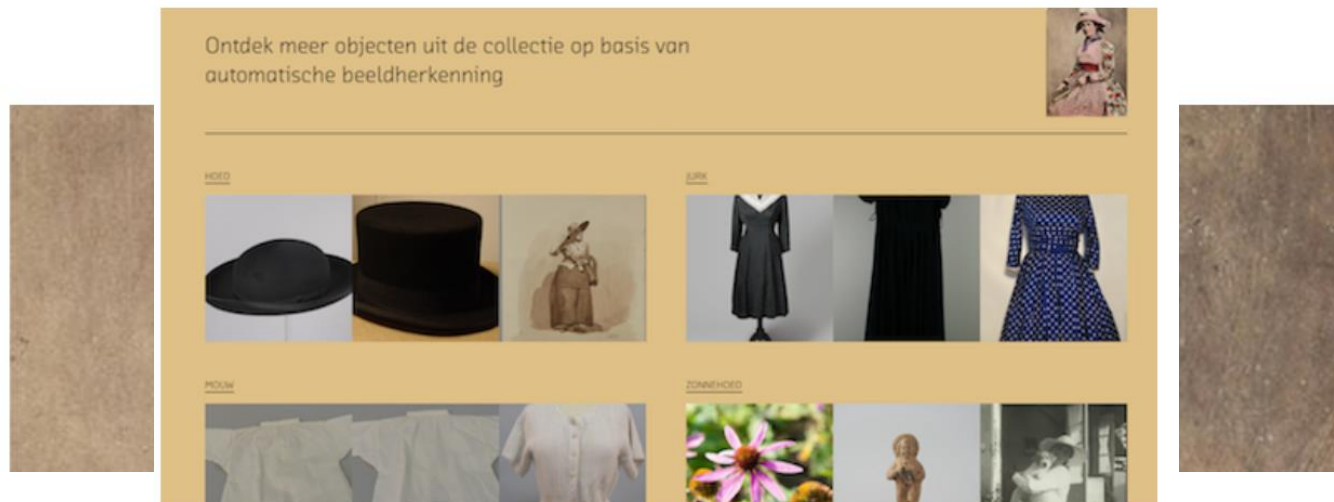 Ontdek meer objecten uit de collectie op basis van
automatische beeldherkenning
HOED
JURK
MOUW
ZONNEHOED